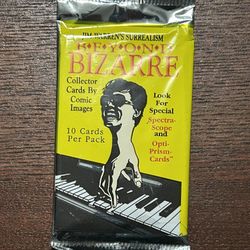 JIM WARREN'S SURREALISM
BEYOND
BIZARRE
Collector
Cards By
Comic
Images
10 Cards
Per Pack
Look
For
Special
Spectra-
Scope
and
Opti-
Prism-
Cards™